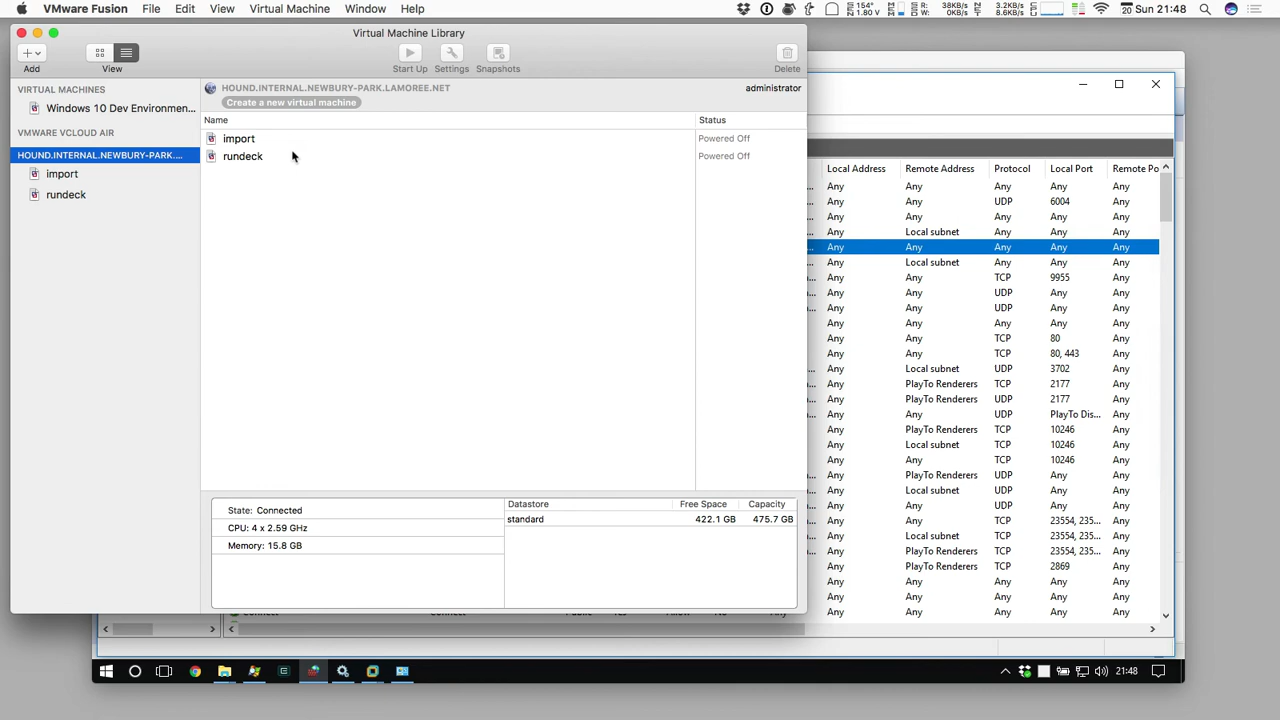 VMware Fusion File Edit View Virtual Machine Window Help
154° 1.80 V R: 38KB/s W: 0KB/s 3.2KB/s 8.6KB/s 20 Sun 21:48
Virtual Machine Library
Add View Start Up Settings Snapshots Delete
VIRTUAL MACHINES
Windows 10 Dev Environmen...
VMWARE VCLOUD AIR
HOUND.INTERNAL.NEWBURY-PARK....
import
rundeck
HOUND.INTERNAL.NEWBURY-PARK.LAMOREE.NET administrator
Create a new virtual machine
Name Status
import Powered Off
rundeck Powered Off
State: Connected
CPU: 4 x 2.59 GHz
Memory: 15.8 GB
Datastore Free Space Capacity
standard 422.1 GB 475.7 GB
Local Address Remote Address Protocol Local Port Remote Po
... Any Any Any Any Any
... Any Any UDP 6004 Any
... Any Any Any Any Any
... Any Local subnet Any Any Any
... Any Any Any Any Any
... Any Local subnet Any Any Any
... Any Any TCP 9955 Any
... Any Any UDP Any Any
... Any Any UDP Any Any
Any Any Any Any Any
... Any Any TCP 80 Any
... Any Any TCP 80, 443 Any
... Any Local subnet UDP 3702 Any
... Any PlayTo Renderers TCP 2177 Any
... Any PlayTo Renderers UDP 2177 Any
... Any Any UDP PlayTo Dis... Any
... Any PlayTo Renderers TCP 10246 Any
... Any Local subnet TCP 10246 Any
... Any Any TCP 10246 Any
... Any PlayTo Renderers UDP Any Any
... Any Local subnet UDP Any Any
... Any Any UDP Any Any
... Any Any TCP 23554, 235... Any
... Any Local subnet TCP 23554, 235... Any
... Any PlayTo Renderers TCP 23554, 235... Any
... Any PlayTo Renderers TCP 2869 Any
Any Any Any Any Any
Any Any Any Any Any
Any Any Any Any Any
21:48